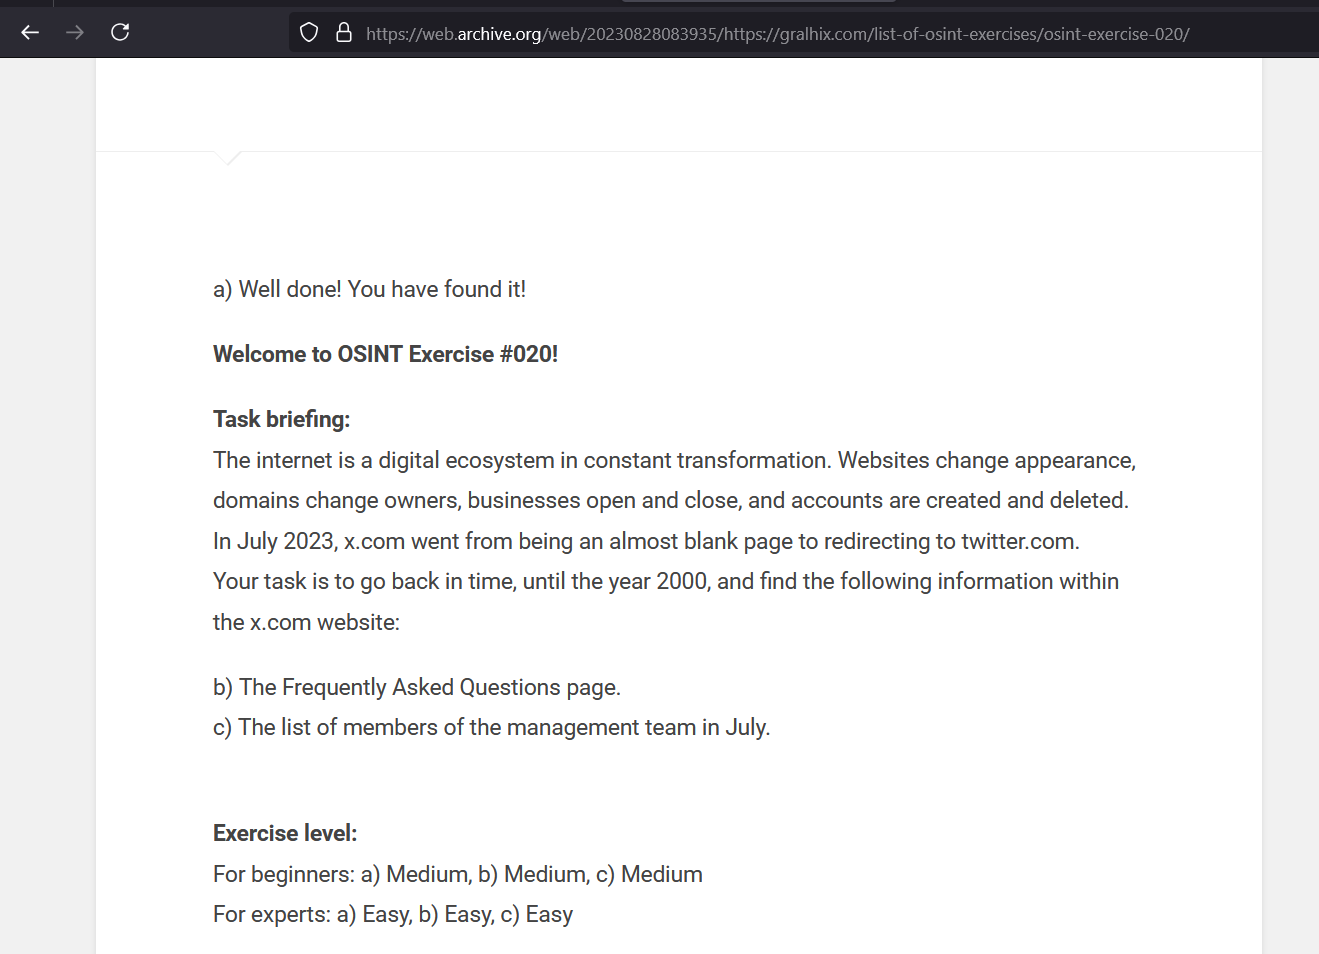 https://web.archive.org/web/20230828083935/https://gralhix.com/list-of-osint-exercises/osint-exercise-020/
a) Well done! You have found it!
Welcome to OSINT Exercise #020!
Task briefing:
The internet is a digital ecosystem in constant transformation. Websites change appearance,
domains change owners, businesses open and close, and accounts are created and deleted.
In July 2023, x.com went from being an almost blank page to redirecting to twitter.com.
Your task is to go back in time, until the year 2000, and find the following information within
the x.com website:
b) The Frequently Asked Questions page.
c) The list of members of the management team in July.
Exercise level:
For beginners: a) Medium, b) Medium, c) Medium
For experts: a) Easy, b) Easy, c) Easy